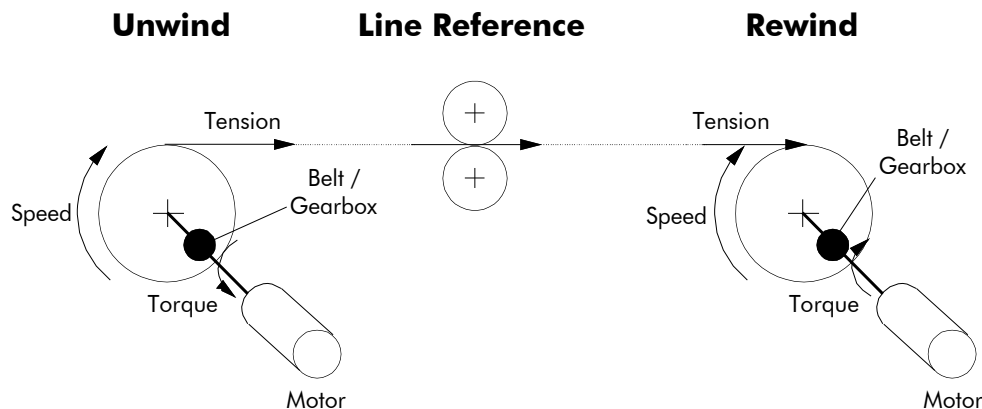 Unwind
Line Reference
Rewind
Tension
Tension
Belt /
Gearbox
Belt /
Gearbox
Speed
Speed
Torque
Torque
Motor
Motor